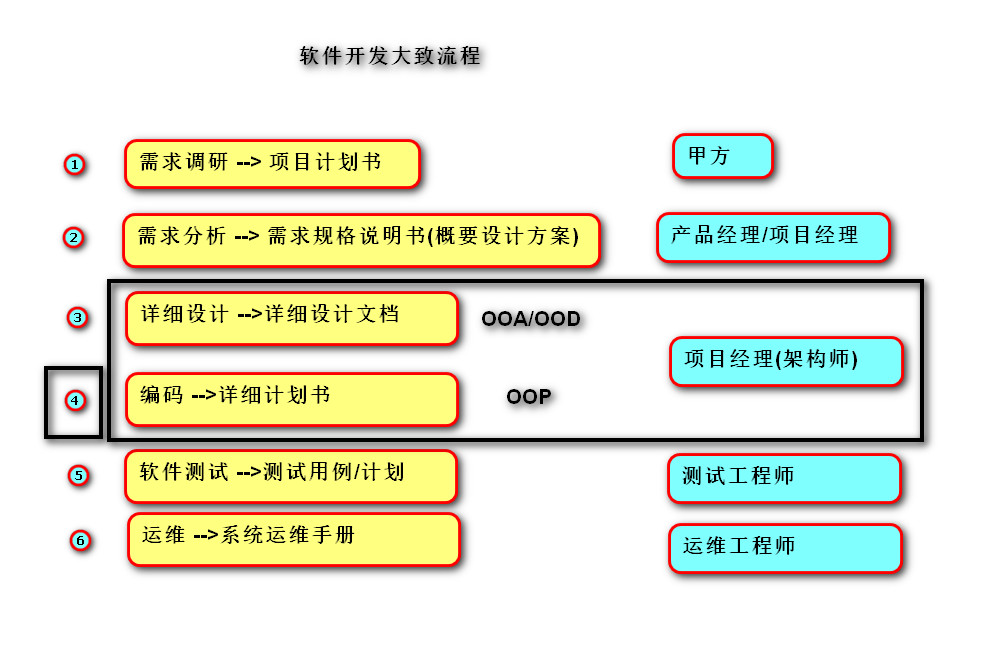 软件开发大致流程
1 需求调研 --> 项目计划书 甲方
2 需求分析 --> 需求规格说明书(概要设计方案) 产品经理/项目经理
3 详细设计 -->详细设计文档 OOA/OOD
项目经理(架构师)
4 编码 -->详细计划书 OOP
5 软件测试 -->测试用例/计划 测试工程师
6 运维 -->系统运维手册 运维工程师